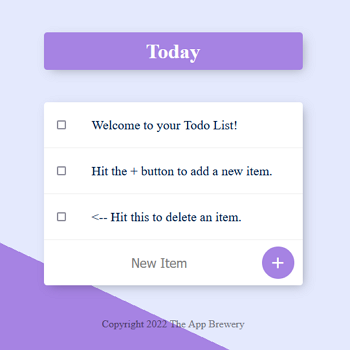 Today
Welcome to your Todo List!
Hit the + button to add a new item.
<-- Hit this to delete an item.
New Item
+
Copyright 2022 The App Brewery